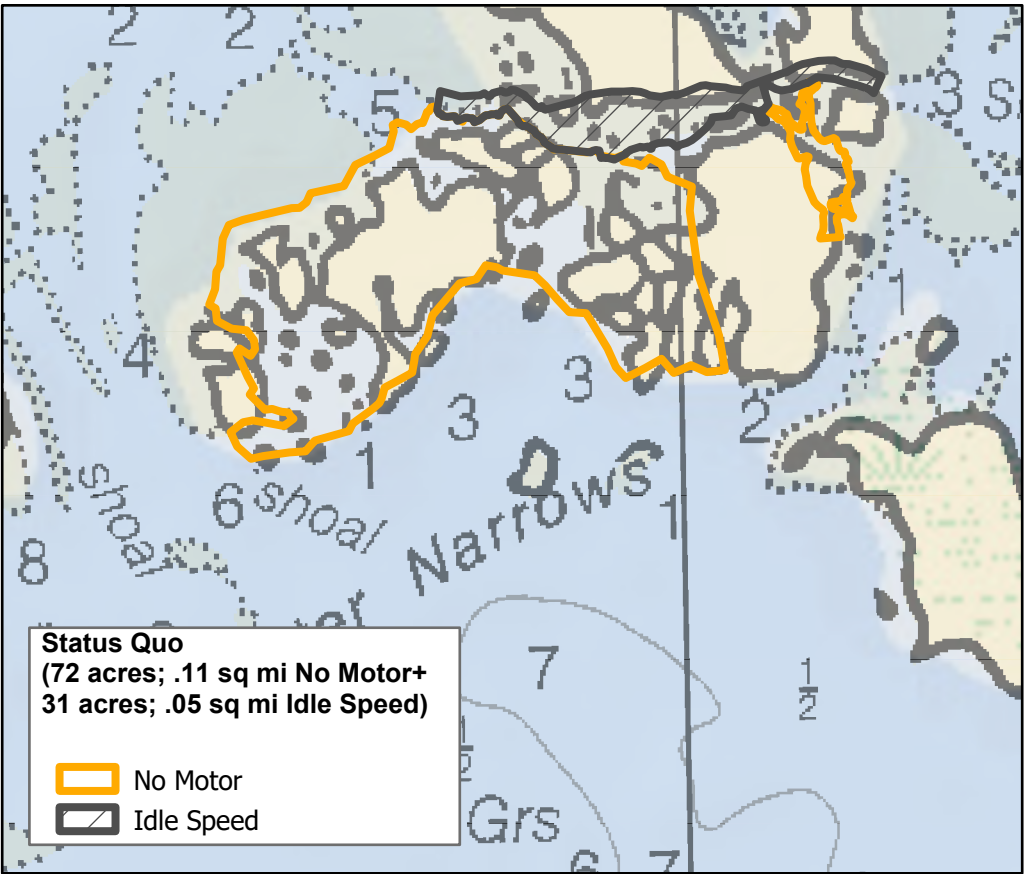 2
2
5
3 S
1
4
3
3
2
1
6
shoal
shoal
Narrows
1
8
7
1
2
Grs
7
Status Quo
(72 acres; .11 sq mi No Motor+
31 acres; .05 sq mi Idle Speed)
No Motor
Idle Speed